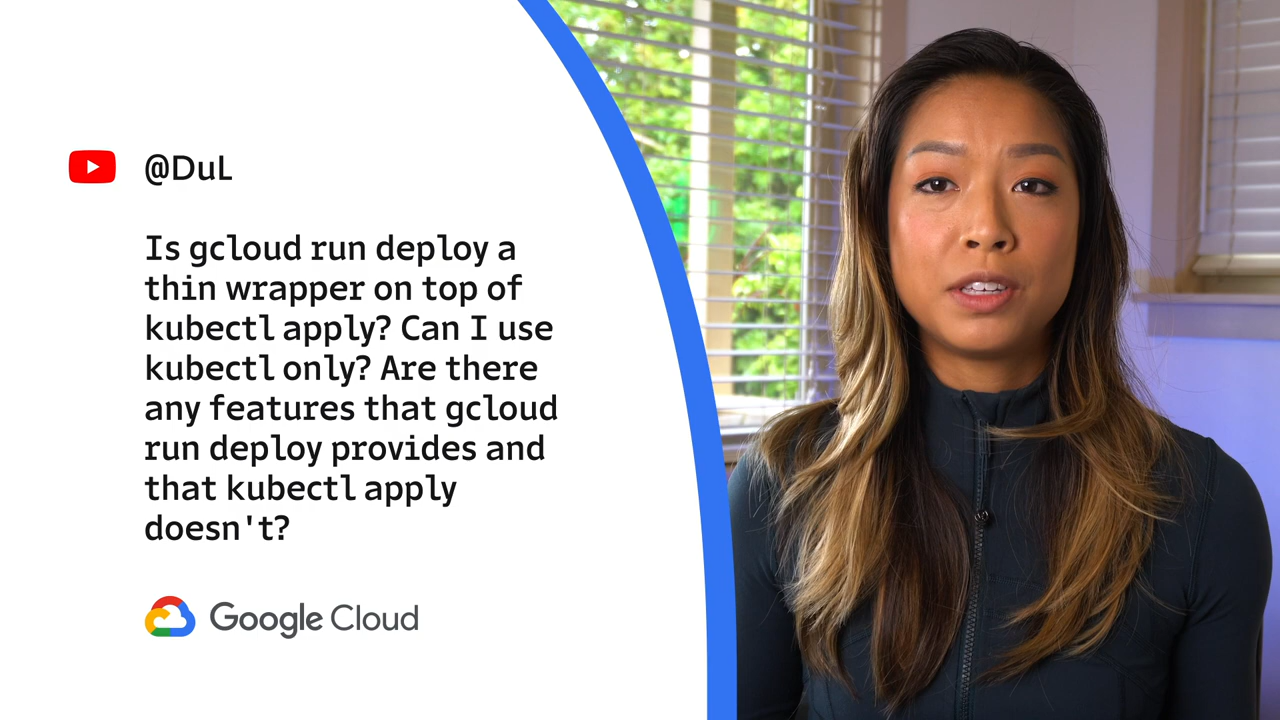 @DuL
Is gcloud run deploy a
thin wrapper on top of
kubectl apply? Can I use
kubectl only? Are there
any features that gcloud
run deploy provides and
that kubectl apply
doesn't?
Google Cloud